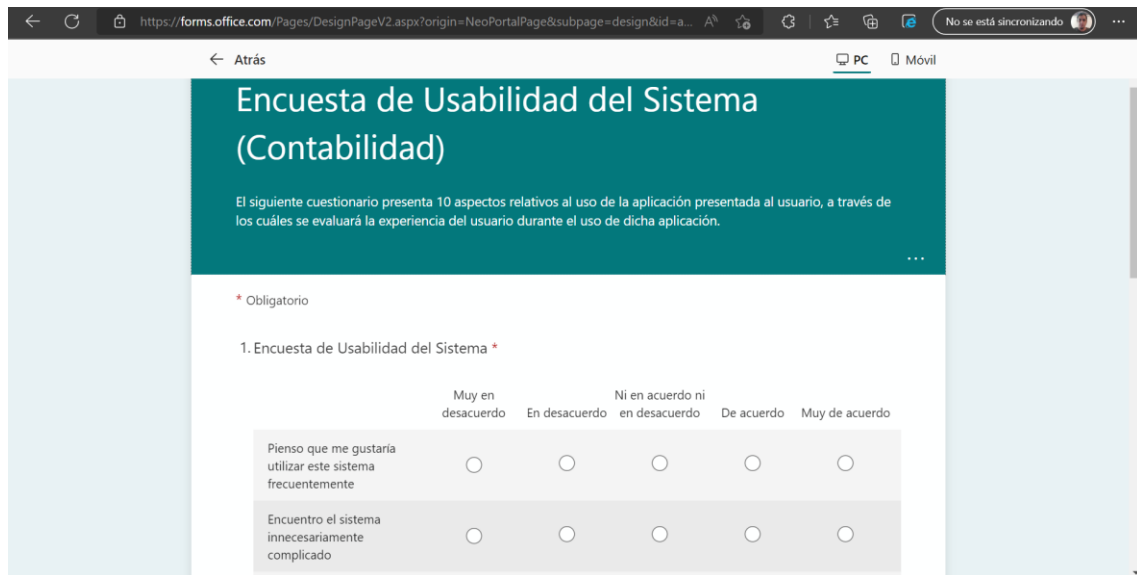 https://forms.office.com/Pages/DesignPageV2.aspx?origin=NeoPortalPage&subpage=design&id=a...
No se está sincronizando
Atrás
PC
Móvil
Encuesta de Usabilidad del Sistema
(Contabilidad)
El siguiente cuestionario presenta 10 aspectos relativos al uso de la aplicación presentada al usuario, a través de
los cuáles se evaluará la experiencia del usuario durante el uso de dicha aplicación.
* Obligatorio
1. Encuesta de Usabilidad del Sistema *
Muy en
desacuerdo
En desacuerdo
Ni en acuerdo ni
en desacuerdo
De acuerdo
Muy de acuerdo
Pienso que me gustaría
utilizar este sistema
frecuentemente
Encuentro el sistema
innecesariamente
complicado